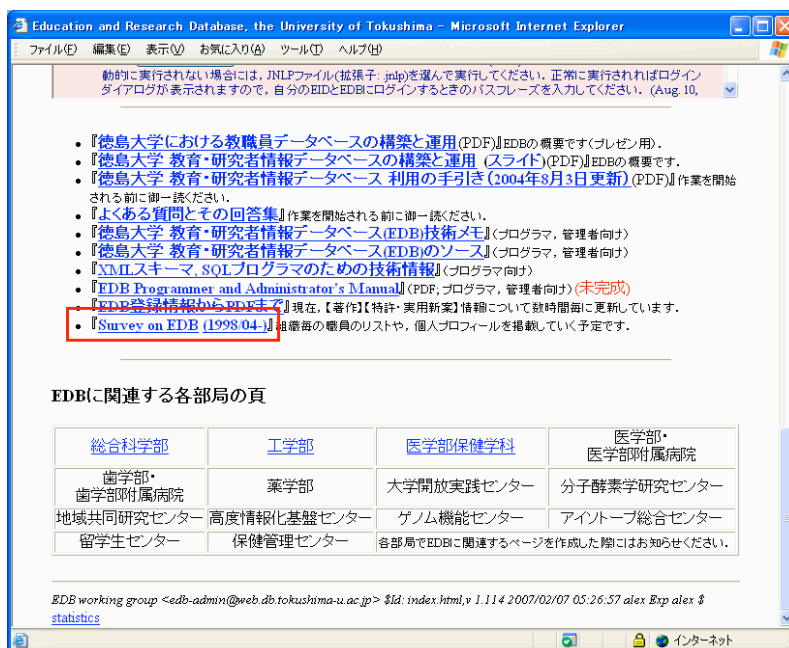 Education and Research Database, the University of Tokushima - Microsoft Internet Explorer
ファイル(F) 編集(E) 表示(V) お気に入り(A) ツール(T) ヘルプ(H)
動的に実行されない場合には, JNLPファイル(拡張子: .jnlp)を選んで実行してください. 正常に実行されればログイン
ダイアログが表示されますので, 自分のEIDとEDBにログインするときのパスフレーズを入力してください. (Aug.10,
• 『徳島大学における教職員データベースの構築と運用(PDF)』EDBの概要です(プレゼン用).
• 『徳島大学 教育・研究者情報データベースの構築と運用 (スライド)(PDF)』EDBの概要です.
• 『徳島大学 教育・研究者情報データベース 利用の手引き(2004年8月3日更新)(PDF)』作業を開始
される前に御一読ください.
• 『よくある質問とその回答集』作業を開始される前に御一読ください.
• 『徳島大学 教育・研究者情報データベース(EDB)技術メモ』(プログラマ, 管理者向け)
• 『徳島大学 教育・研究者情報データベース(EDB)のソース』(プログラマ, 管理者向け)
• 『XMLスキーマ, SQLプログラマのための技術情報』(プログラマ向け)
• 『EDB Programmer and Administrator's Manual』(PDF; プログラマ, 管理者向け) (未完成)
• 『EDB登録情報からPDFまで』現在, 【著作】【特許・実用新案】情報について数時間毎に更新しています.
• 『Survey on EDB (1998/04-)』組織毎の職員のリストや, 個人プロフィールを掲載していく予定です.
EDBに関連する各部局の頁
総合科学部 工学部 医学部保健学科 医学部・
医学部附属病院
歯学部・
歯学部附属病院 薬学部 大学開放実践センター 分子酵素学研究センター
地域共同研究センター 高度情報化基盤センター ゲノム機能センター アイソトープ総合センター
留学生センター 保健管理センター 各部局でEDBに関連するページを作成した際にはお知らせください.
EDB working group <edb-admin@web.db.tokushima-u.ac.jp> $Id: index.html,v 1.114 2007/02/07 05:26:57 alex Exp alex $
statistics
インターネット